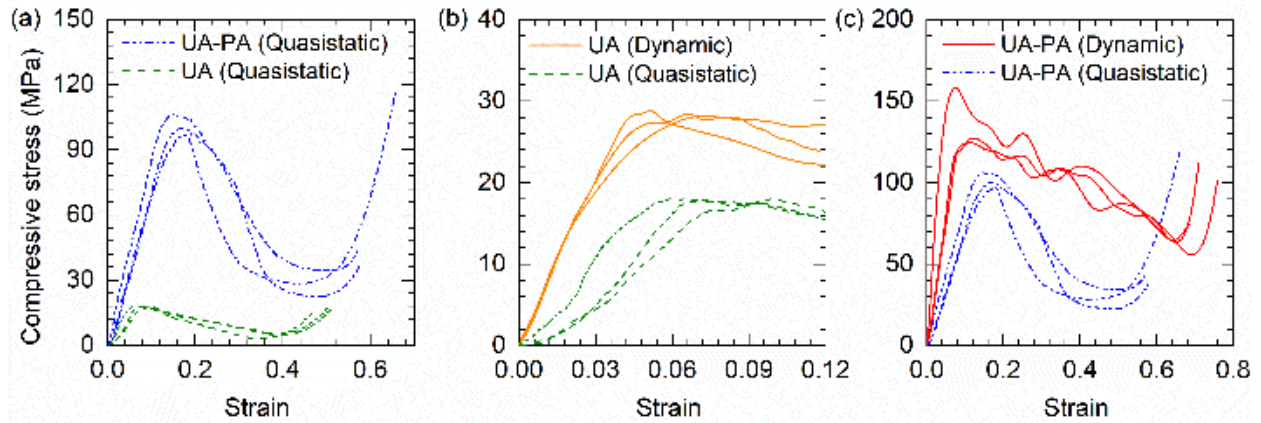 (a)
150
120
90
60
30
0
Compressive stress (MPa)
UA-PA (Quasistatic)
UA (Quasistatic)
0.0 0.2 0.4 0.6
Strain
(b)
40
30
20
10
0
UA (Dynamic)
UA (Quasistatic)
0.00 0.03 0.06 0.09 0.12
Strain
(c)
200
150
100
50
0
UA-PA (Dynamic)
UA-PA (Quasistatic)
0.0 0.2 0.4 0.6 0.8
Strain